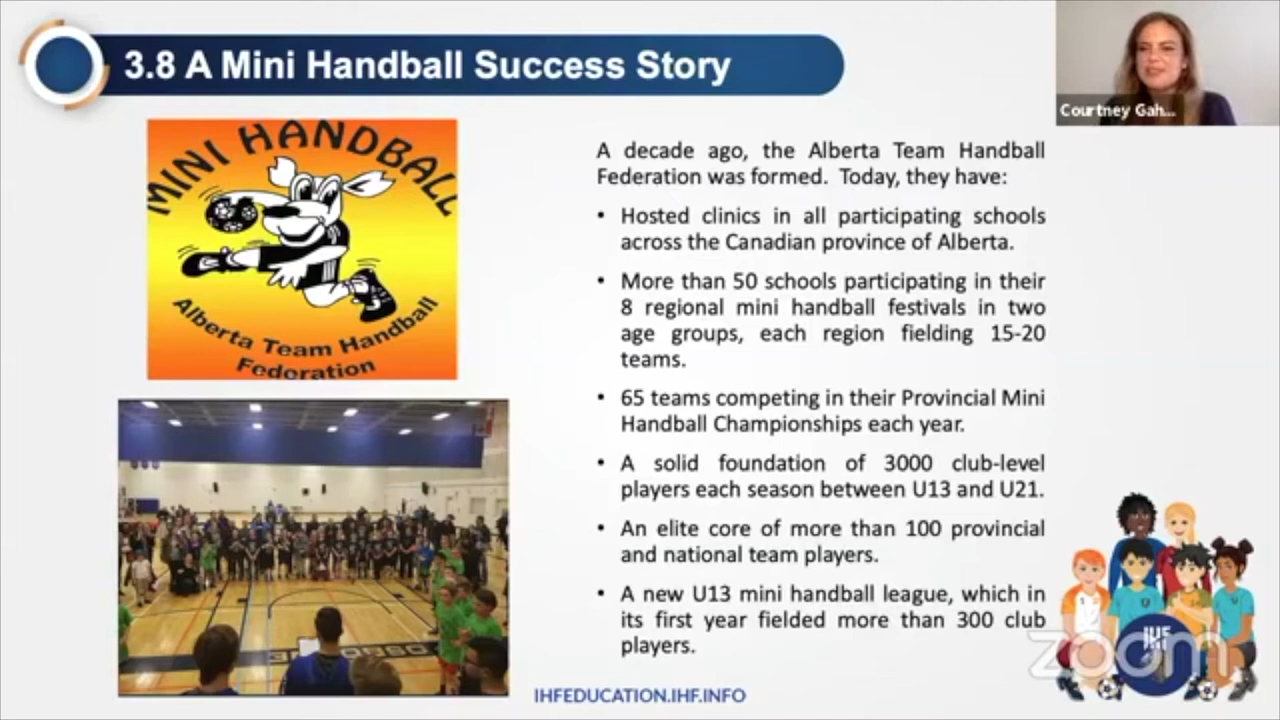 3.8 A Mini Handball Success Story
Courtney Gah...
MINI HANDBALL
Alberta Team Handball
Federation
A decade ago, the Alberta Team Handball
Federation was formed. Today, they have:
• Hosted clinics in all participating schools
across the Canadian province of Alberta.
• More than 50 schools participating in their
8 regional mini handball festivals in two
age groups, each region fielding 15-20
teams.
• 65 teams competing in their Provincial Mini
Handball Championships each year.
• A solid foundation of 3000 club-level
players each season between U13 and U21.
• An elite core of more than 100 provincial
and national team players.
• A new U13 mini handball league, which in
its first year fielded more than 300 club
players.
IHF
zoom
IHFEDUCATION.IHF.INFO